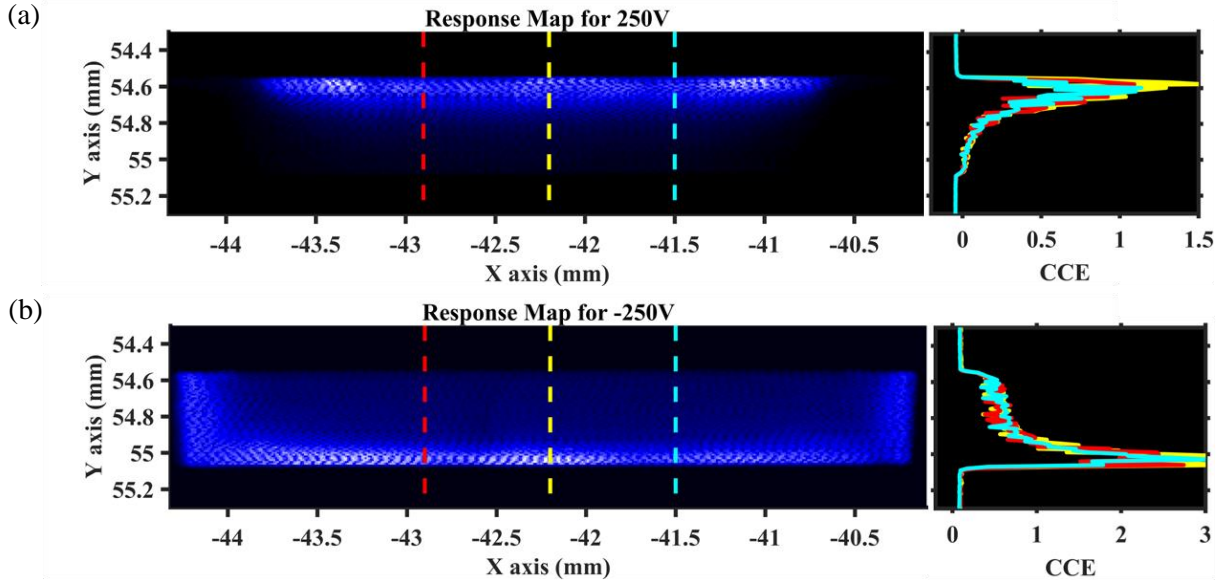 (a)
Response Map for 250V
54.4
54.6
54.8
55
55.2
Y axis (mm)
-44 -43.5 -43 -42.5 -42 -41.5 -41 -40.5
X axis (mm)
0 0.5 1 1.5
CCE
(b)
Response Map for -250V
54.4
54.6
54.8
55
55.2
Y axis (mm)
-44 -43.5 -43 -42.5 -42 -41.5 -41 -40.5
X axis (mm)
0 1 2 3
CCE